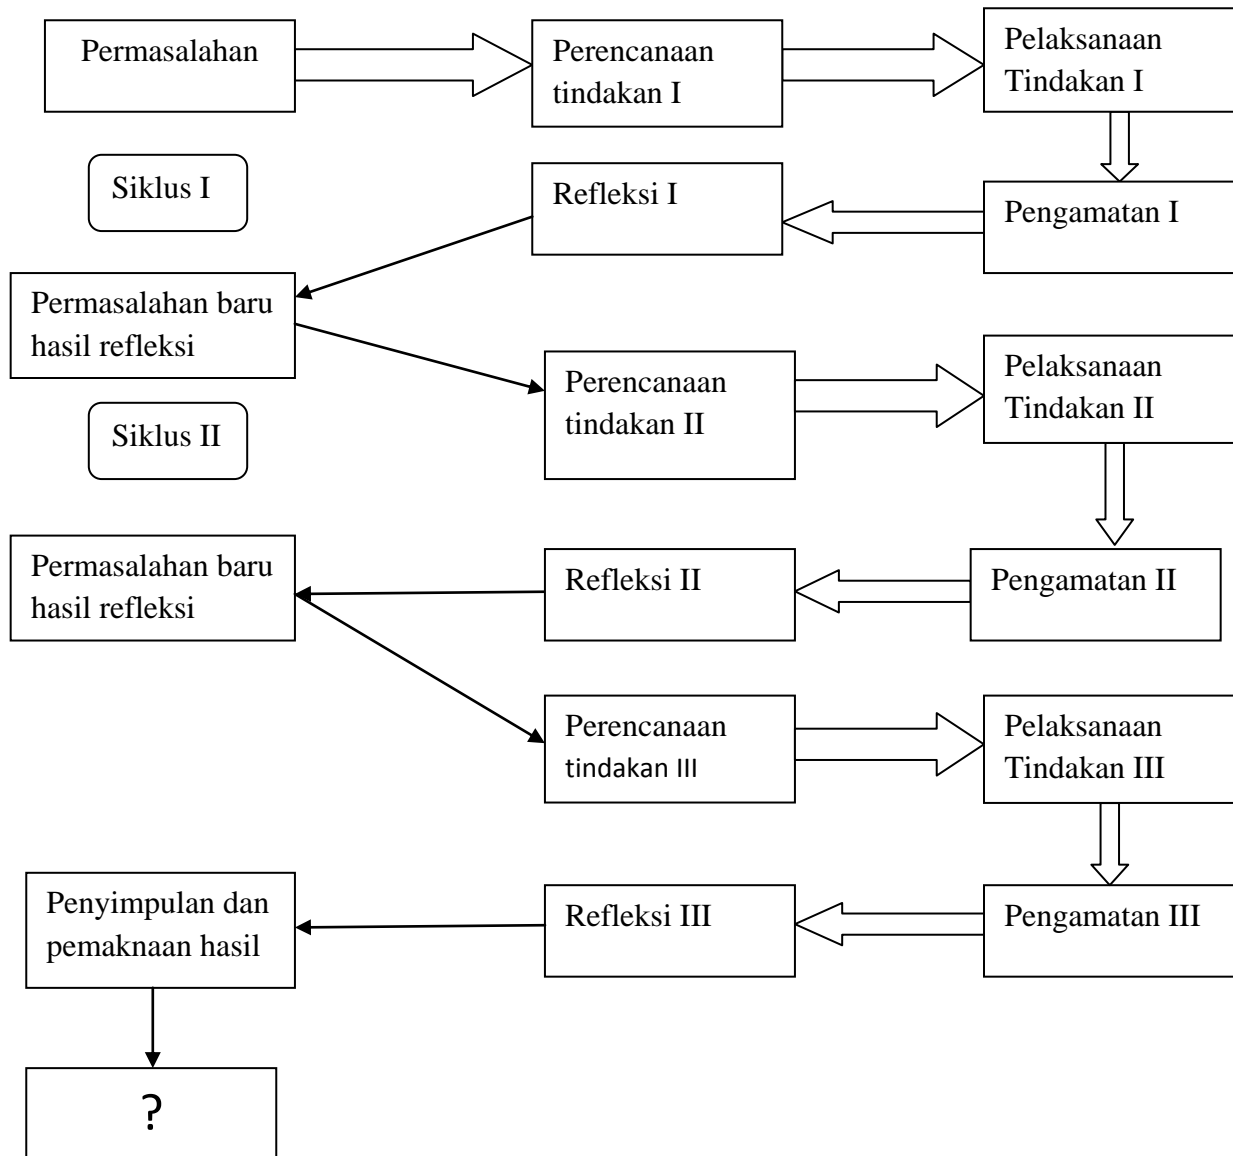 Permasalahan
Perencanaan
tindakan I
Pelaksanaan
Tindakan I
Siklus I
Refleksi I
Pengamatan I
Permasalahan baru
hasil refleksi
Perencanaan
tindakan II
Pelaksanaan
Tindakan II
Siklus II
Permasalahan baru
hasil refleksi
Refleksi II
Pengamatan II
Perencanaan
tindakan III
Pelaksanaan
Tindakan III
Penyimpulan dan
pemaknaan hasil
Refleksi III
Pengamatan III
?